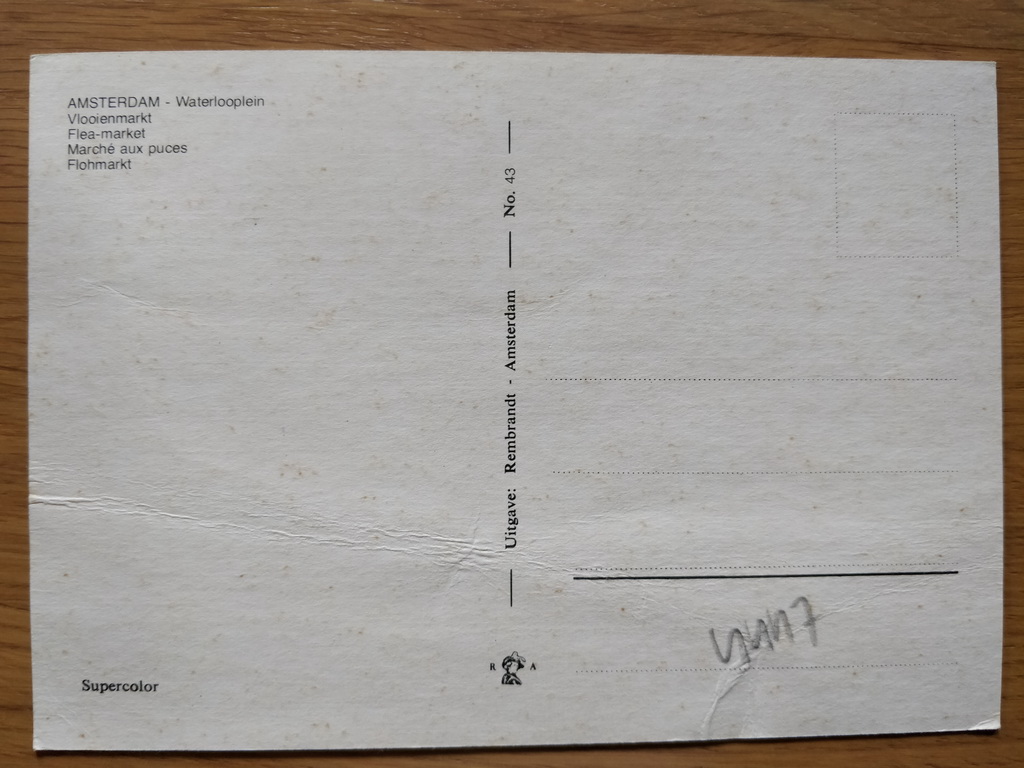 AMSTERDAM - Waterlooplein
Vlooienmarkt
Flea-market
Marché aux puces
Flohmarkt
Uitgave: Rembrandt - Amsterdam No. 43
R A
Supercolor